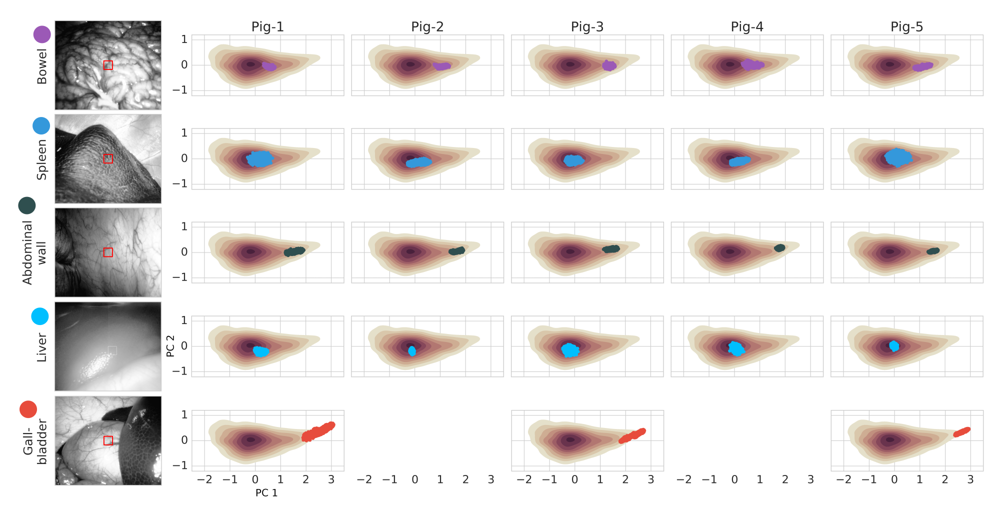 Pig-1 Pig-2 Pig-3 Pig-4 Pig-5
Bowel
1
0
−1
Spleen
1
0
−1
Abdominal
wall
1
0
−1
Liver
PC 2
1
0
−1
Gall-
bladder
1
0
−1
−2 −1 0 1 2 3 −2 −1 0 1 2 3 −2 −1 0 1 2 3 −2 −1 0 1 2 3 −2 −1 0 1 2 3
PC 1